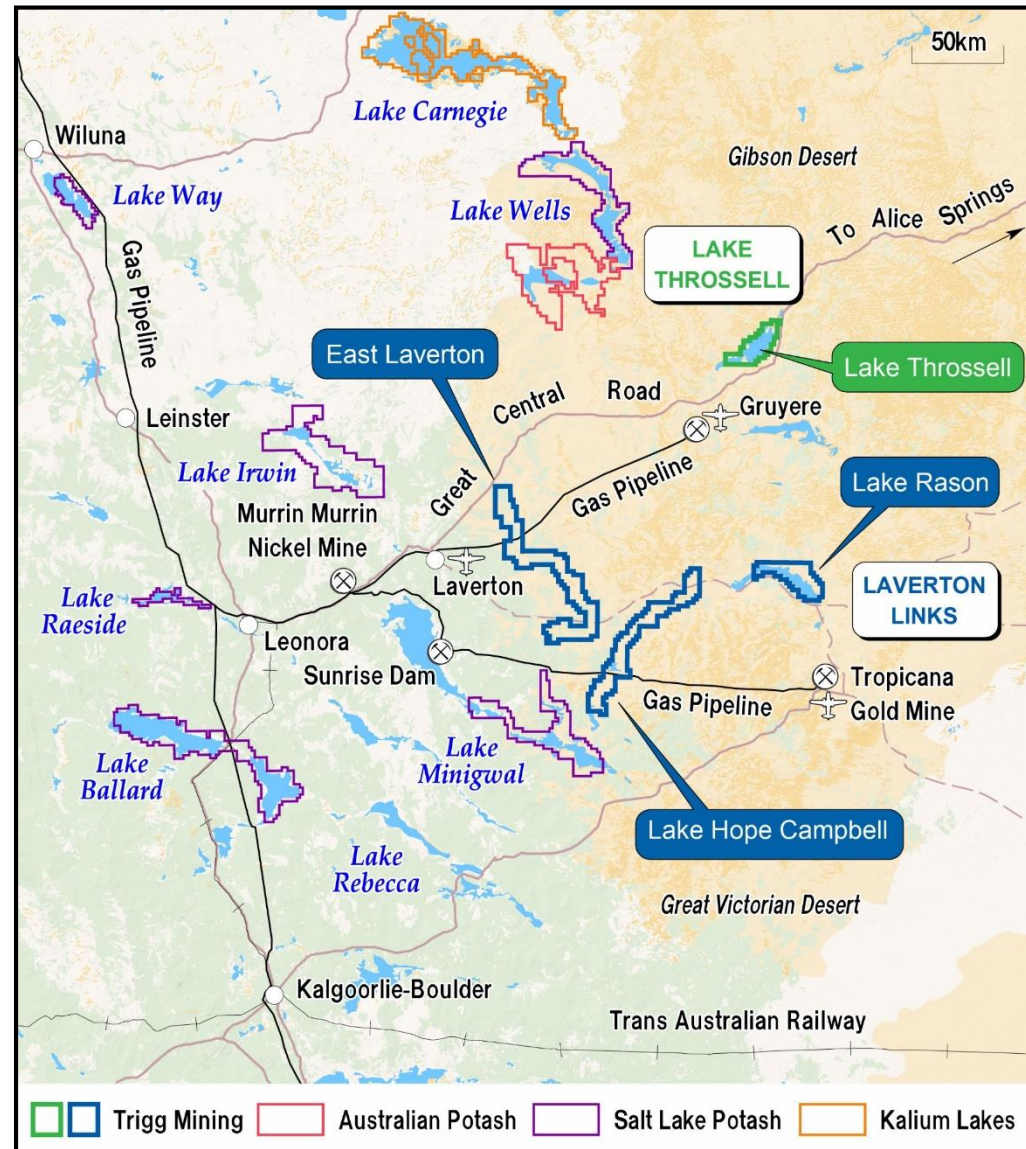 50km
Lake Carnegie
Wiluna
Gibson Desert
Lake Way
Lake Wells
To Alice Springs
LAKE
THROSSELL
Gas Pipeline
East Laverton
Lake Throssell
Central Road
Leinster
Gruyere
Lake Irwin
Great
Gas Pipeline
Lake Rason
Murrin Murrin
Nickel Mine
Laverton
LAVERTON
LINKS
Lake
Raeside
Leonora
Sunrise Dam
Tropicana
Gold Mine
Gas Pipeline
Lake
Minigwal
Lake
Ballard
Lake Hope Campbell
Lake
Rebecca
Great Victorian Desert
Kalgoorlie-Boulder
Trans Australian Railway
Trigg Mining
Australian Potash
Salt Lake Potash
Kalium Lakes